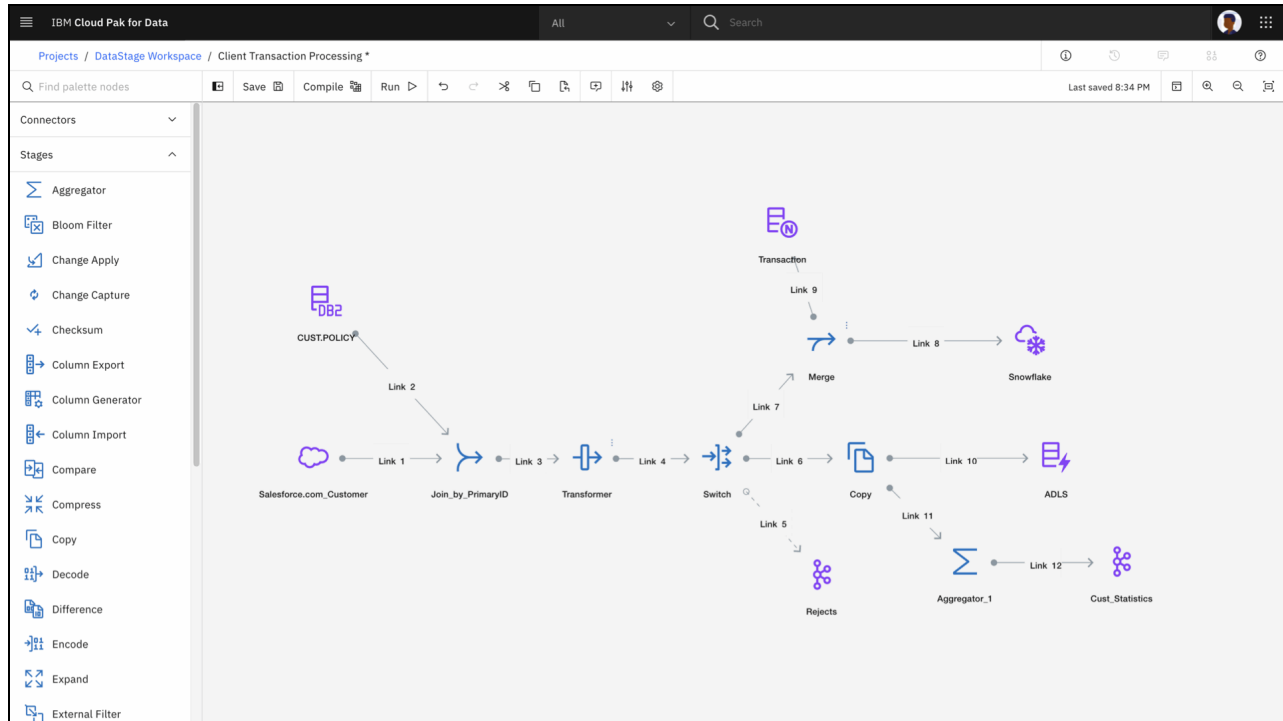 IBM Cloud Pak for Data
All
Search
Projects / DataStage Workspace / Client Transaction Processing *
Find palette nodes
Save
Compile
Run
Last saved 8:34 PM
Connectors
Stages
Aggregator
Bloom Filter
Change Apply
Change Capture
Checksum
Column Export
Column Generator
Column Import
Compare
Compress
Copy
Decode
Difference
Encode
Expand
External Filter
N
Transaction
Link 9
DB2
CUST.POLICY
Link 8
Merge
Snowflake
Link 2
Link 7
Link 1
Link 3
Link 4
Link 6
Link 10
Salesforce.com_Customer
Join_by_PrimaryID
Transformer
Switch
Copy
ADLS
Link 5
Link 11
Link 12
Rejects
Aggregator_1
Cust_Statistics